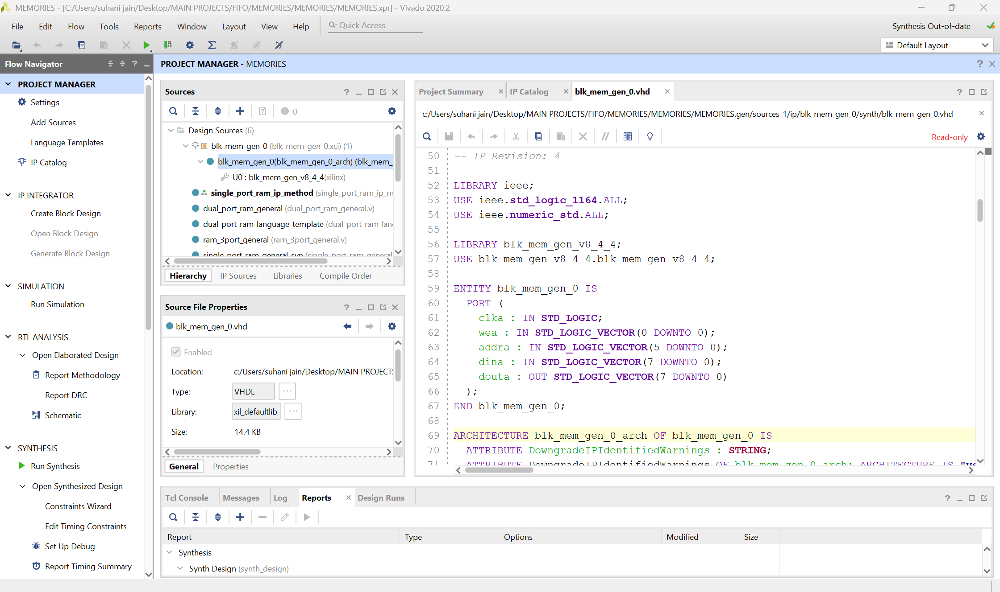 MEMORIES - [C:/Users/suhani jain/Desktop/MAIN PROJECTS/FIFO/MEMORIES/MEMORIES/MEMORIES.xpr] - Vivado 2020.2
File Edit Flow Tools Reports Window Layout View Help Quick Access Synthesis Out-of-date
Default Layout
Flow Navigator
PROJECT MANAGER
Settings
Add Sources
Language Templates
IP Catalog
IP INTEGRATOR
Create Block Design
Open Block Design
Generate Block Design
SIMULATION
Run Simulation
RTL ANALYSIS
Open Elaborated Design
Report Methodology
Report DRC
Schematic
SYNTHESIS
Run Synthesis
Open Synthesized Design
Constraints Wizard
Edit Timing Constraints
Set Up Debug
Report Timing Summary
PROJECT MANAGER - MEMORIES
Sources
0
Design Sources (6)
blk_mem_gen_0 (blk_mem_gen_0.xci) (1)
blk_mem_gen_0(blk_mem_gen_0_arch) (blk_mem_
U0 : blk_mem_gen_v8_4_4(xilinx)
single_port_ram_ip_method (single_port_ram_ip_m
dual_port_ram_general (dual_port_ram_general.v)
dual_port_ram_language_template (dual_port_ram_lang
ram_3port_general (ram_3port_general.v)
single_port_ram_general_syn (single_port_ram_general
Hierarchy IP Sources Libraries Compile Order
Source File Properties
blk_mem_gen_0.vhd
Enabled
Location: c:/Users/suhani jain/Desktop/MAIN PROJECTS
Type: VHDL ...
Library: xil_defaultlib ...
Size: 14.4 KB
General Properties
Project Summary IP Catalog blk_mem_gen_0.vhd
c:/Users/suhani jain/Desktop/MAIN PROJECTS/FIFO/MEMORIES/MEMORIES/MEMORIES.gen/sources_1/ip/blk_mem_gen_0/synth/blk_mem_gen_0.vhd
Read-only
50 -- IP Revision: 4
51
52 LIBRARY ieee;
53 USE ieee.std_logic_1164.ALL;
54 USE ieee.numeric_std.ALL;
55
56 LIBRARY blk_mem_gen_v8_4_4;
57 USE blk_mem_gen_v8_4_4.blk_mem_gen_v8_4_4;
58
59 ENTITY blk_mem_gen_0 IS
60 PORT (
61 clka : IN STD_LOGIC;
62 wea : IN STD_LOGIC_VECTOR(0 DOWNTO 0);
63 addra : IN STD_LOGIC_VECTOR(5 DOWNTO 0);
64 dina : IN STD_LOGIC_VECTOR(7 DOWNTO 0);
65 douta : OUT STD_LOGIC_VECTOR(7 DOWNTO 0)
66 );
67 END blk_mem_gen_0;
68
69 ARCHITECTURE blk_mem_gen_0_arch OF blk_mem_gen_0 IS
70 ATTRIBUTE DowngradeIPIdentifiedWarnings : STRING;
71 ATTRIBUTE DowngradeIPIdentifiedWarnings OF blk_mem_gen_0_arch: ARCHITECTURE IS "ye
Tcl Console Messages Log Reports Design Runs
Report Type Options Modified Size
Synthesis
Synth Design (synth_design)